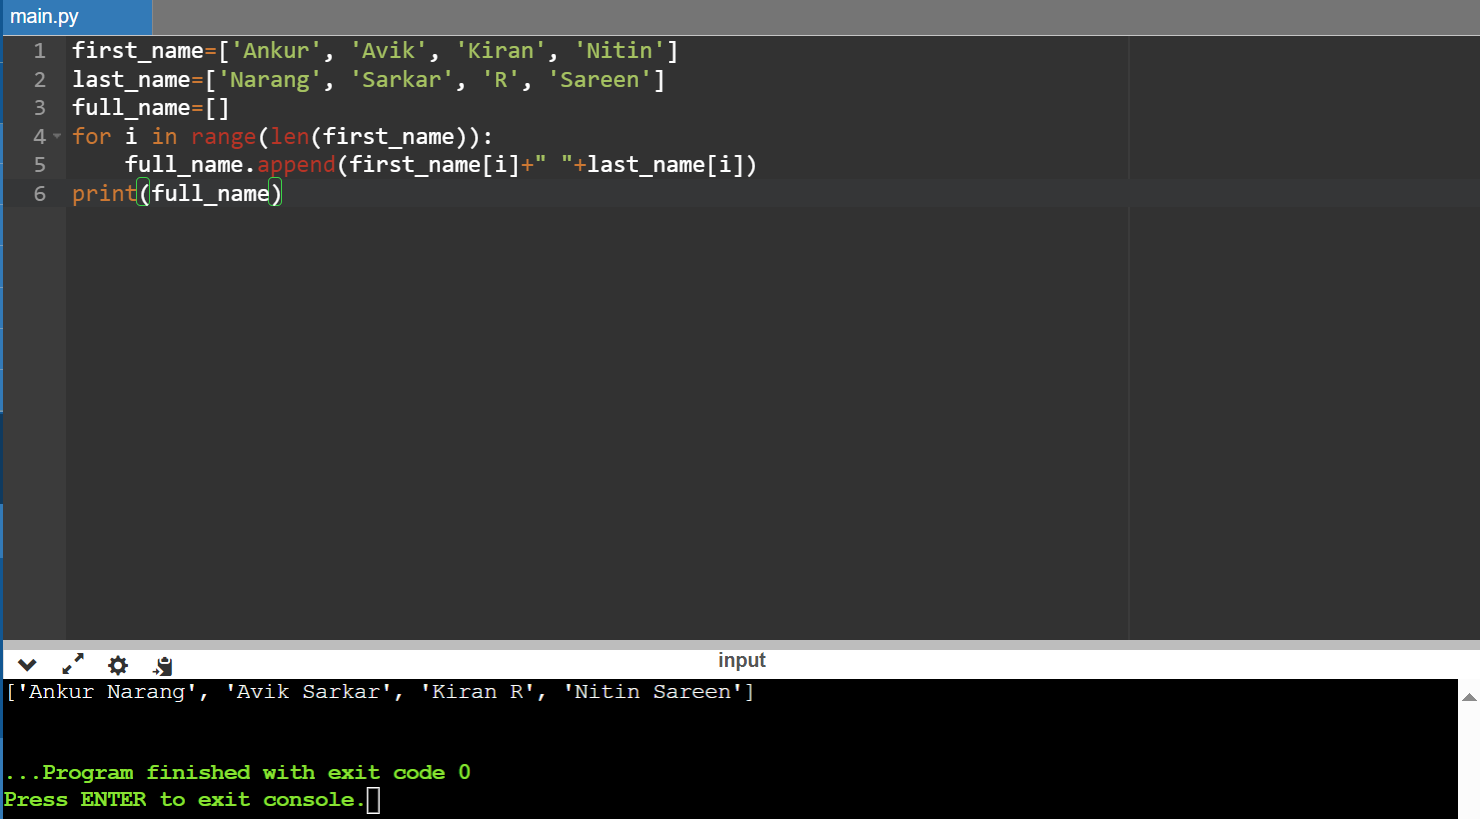 main.py
1 first_name=['Ankur', 'Avik', 'Kiran', 'Nitin']
2 last_name=['Narang', 'Sarkar', 'R', 'Sareen']
3 full_name=[]
4 for i in range(len(first_name)):
5     full_name.append(first_name[i]+" "+last_name[i])
6 print(full_name)
input
['Ankur Narang', 'Avik Sarkar', 'Kiran R', 'Nitin Sareen']
...Program finished with exit code 0
Press ENTER to exit console.